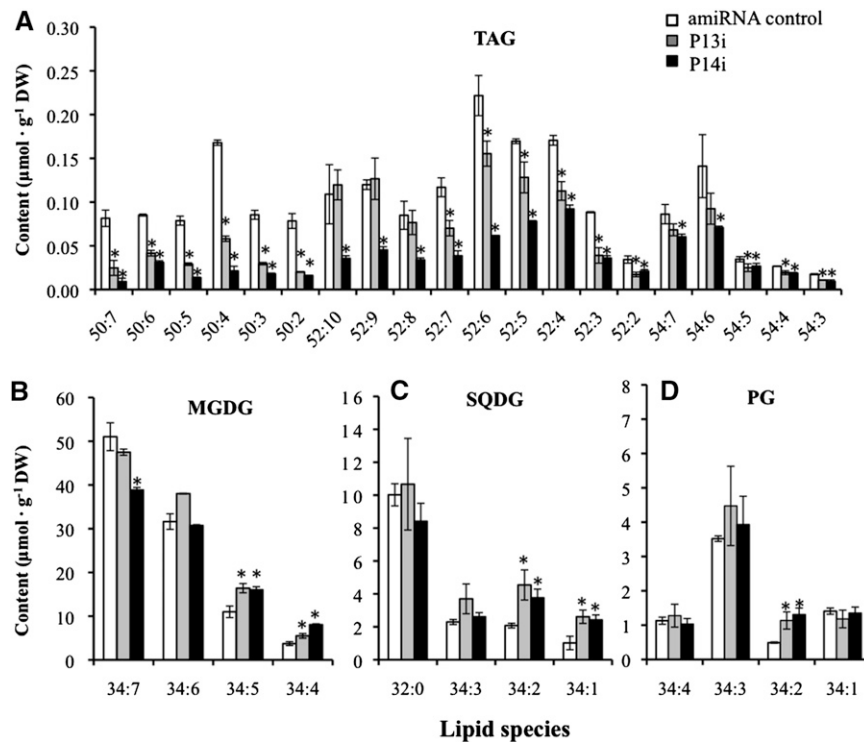 A
TAG
amiRNA control
P13i
P14i
Content (µmol · g⁻¹ DW)
0.30
0.25
0.20
0.15
0.10
0.05
0.00
* * * * * * * * * * * * * * * * * * * * * * * * * * * * * * * * *
50:7 50:6 50:5 50:4 50:3 50:2 52:10 52:9 52:8 52:7 52:6 52:5 52:4 52:3 52:2 54:7 54:6 54:5 54:4 54:3
B
MGDG
Content (µmol · g⁻¹ DW)
60
50
40
30
20
10
0
* * * * *
34:7 34:6 34:5 34:4
C
SQDG
16
14
12
10
8
6
4
2
0
* * * *
32:0 34:3 34:2 34:1
D
PG
8
7
6
5
4
3
2
1
0
* *
34:4 34:3 34:2 34:1
Lipid species